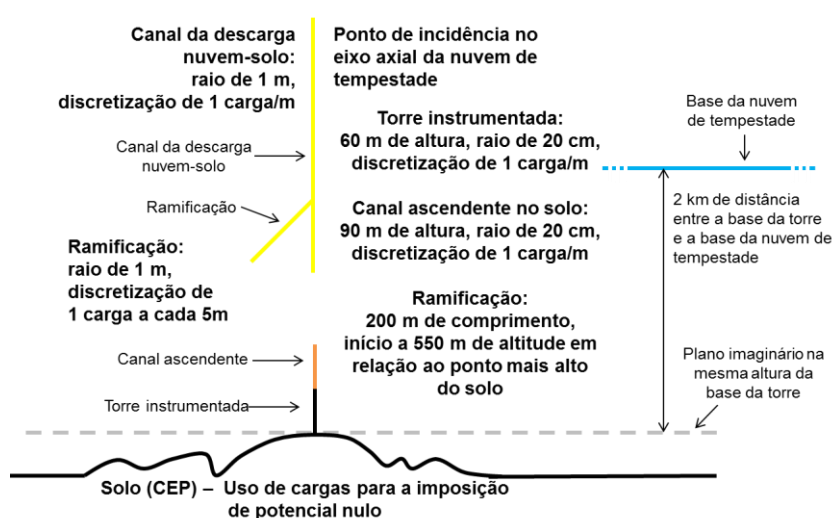 Canal da descarga
nuvem-solo:
raio de 1 m,
discretização de 1 carga/m
Ponto de incidência no
eixo axial da nuvem de
tempestade
Torre instrumentada:
60 m de altura, raio de 20 cm,
discretização de 1 carga/m
Base da nuvem
de tempestade
Canal da descarga
nuvem-solo
Ramificação
Canal ascendente no solo:
90 m de altura, raio de 20 cm,
discretização de 1 carga/m
2 km de distância
entre a base da torre
e a base da nuvem de
tempestade
Ramificação:
raio de 1 m,
discretização de
1 carga a cada 5m
Ramificação:
200 m de comprimento,
início a 550 m de altitude em
relação ao ponto mais alto
do solo
Canal ascendente
Torre instrumentada
Plano imaginário na
mesma altura da
base da torre
Solo (CEP) – Uso de cargas para a imposição
de potencial nulo